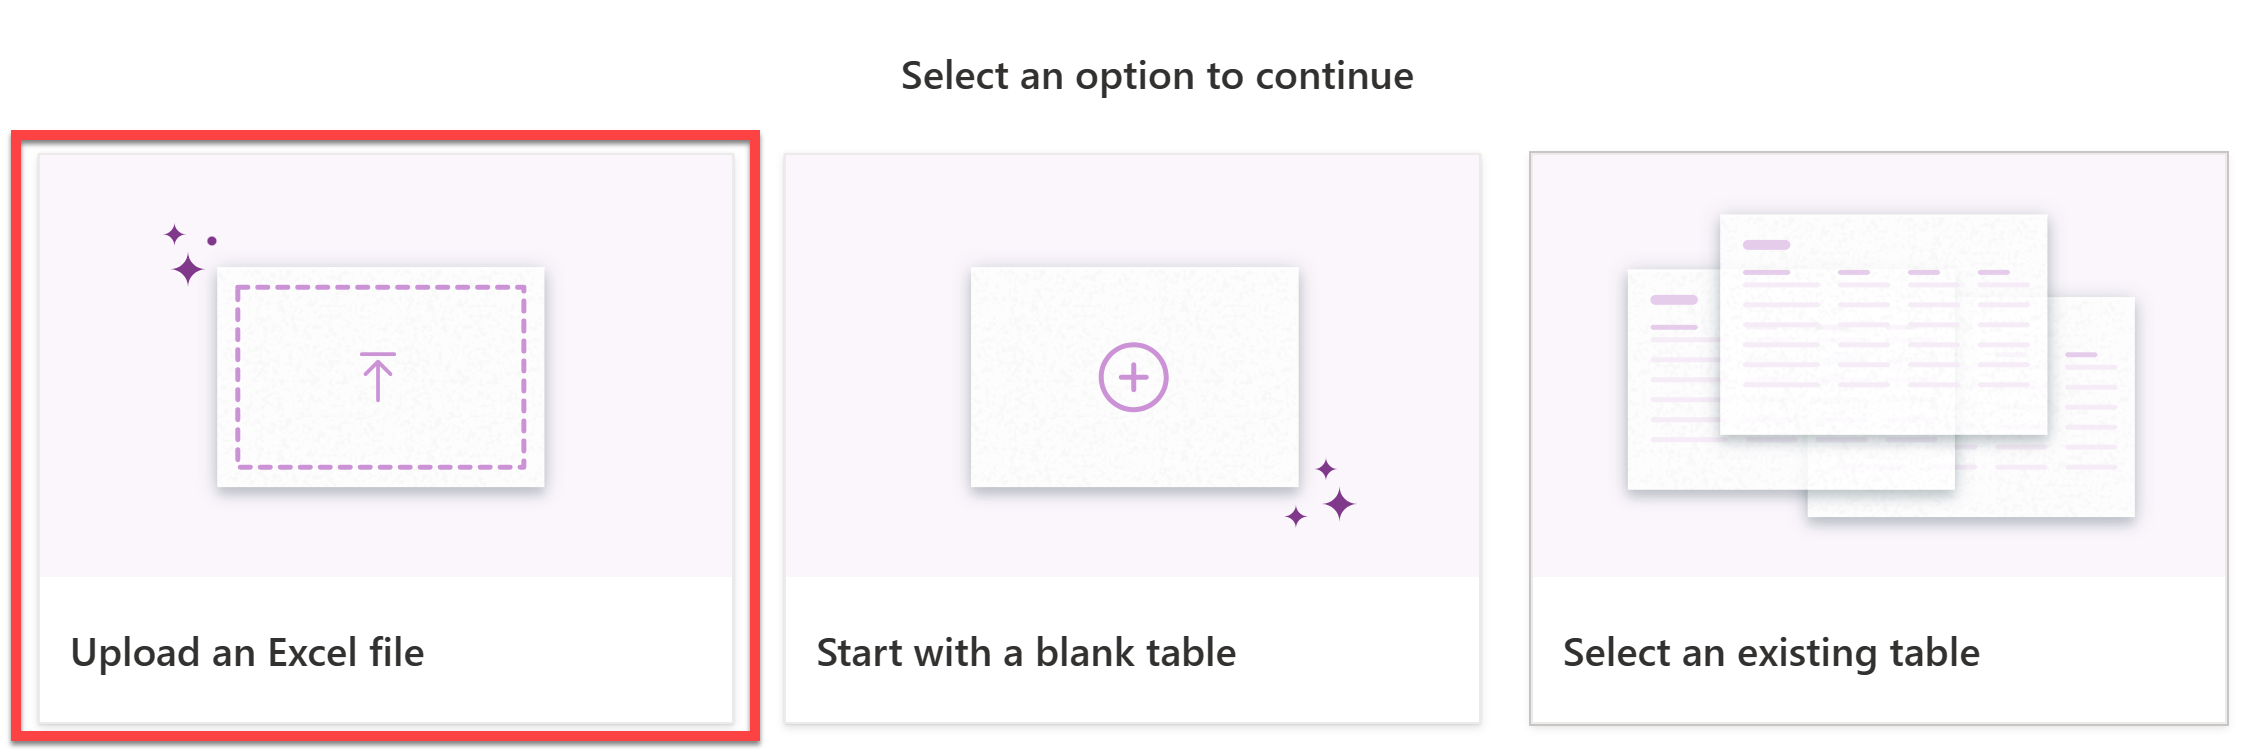 Select an option to continue
Upload an Excel file
Start with a blank table
Select an existing table